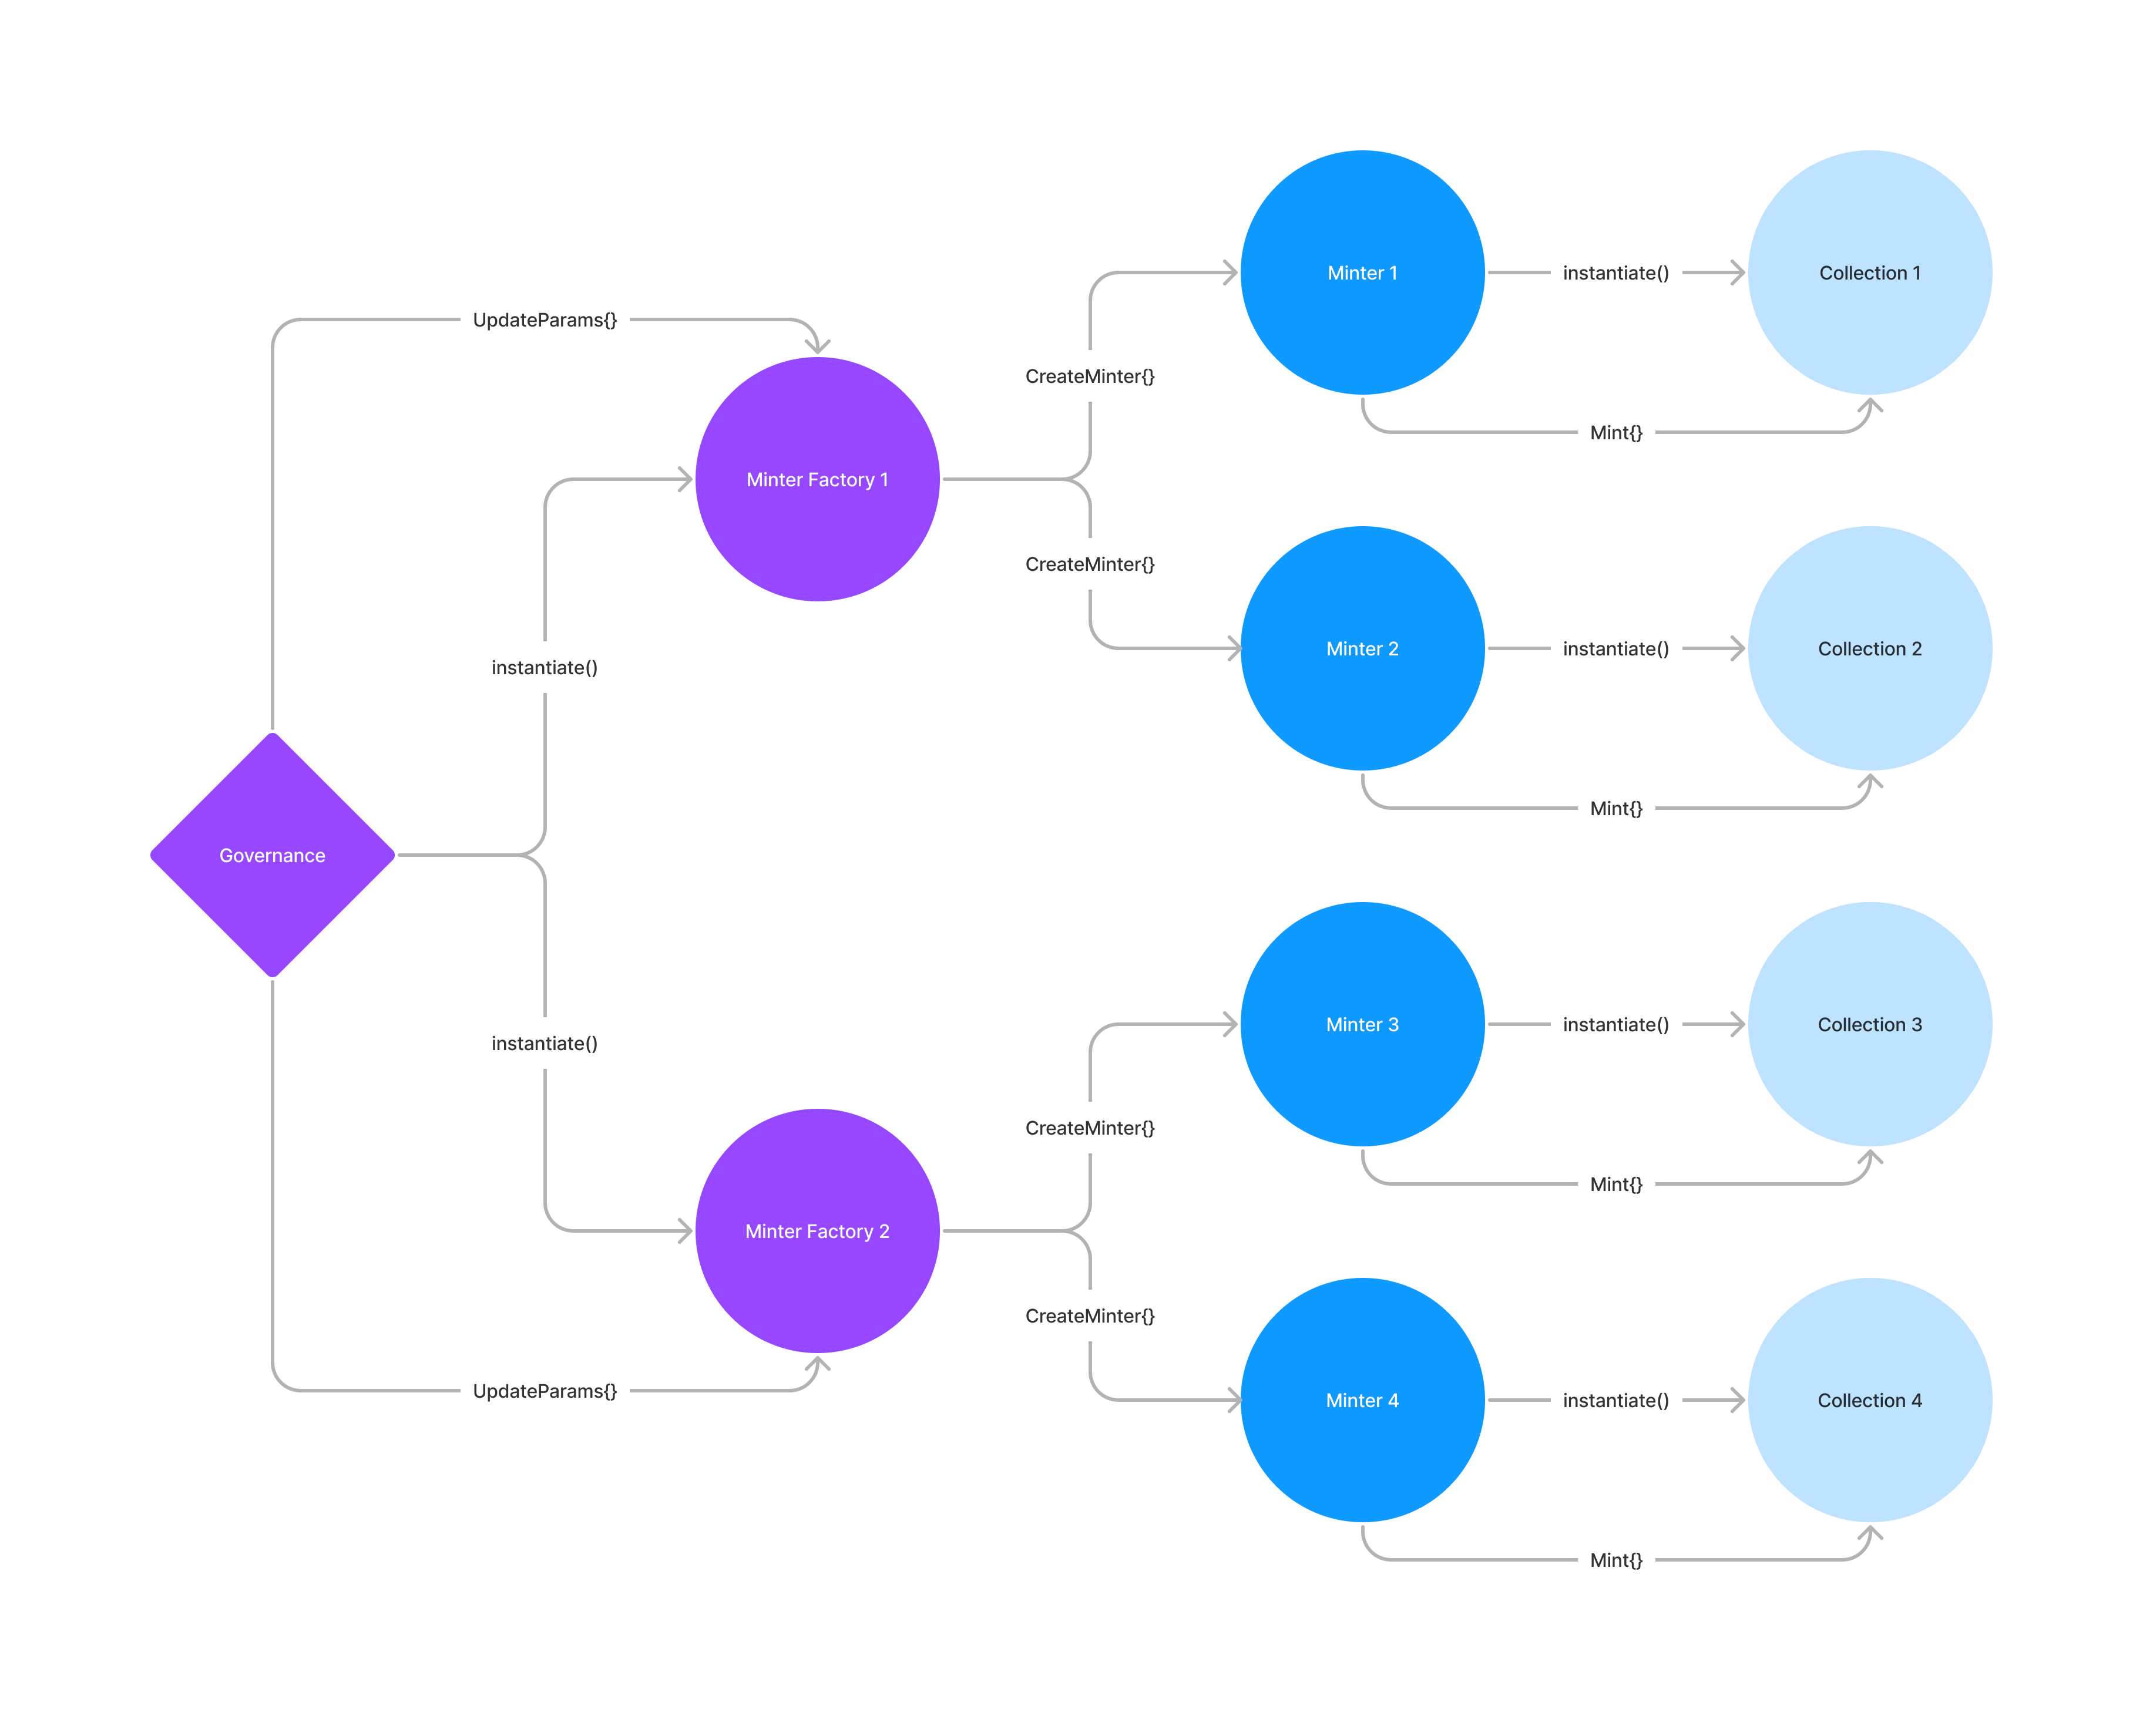 Minter 1
instantiate()
Collection 1
UpdateParams{}
CreateMinter{}
Mint{}
Minter Factory 1
CreateMinter{}
instantiate()
Minter 2
instantiate()
Collection 2
Mint{}
Governance
Minter 3
instantiate()
Collection 3
instantiate()
CreateMinter{}
Mint{}
Minter Factory 2
CreateMinter{}
UpdateParams{}
Minter 4
instantiate()
Collection 4
Mint{}